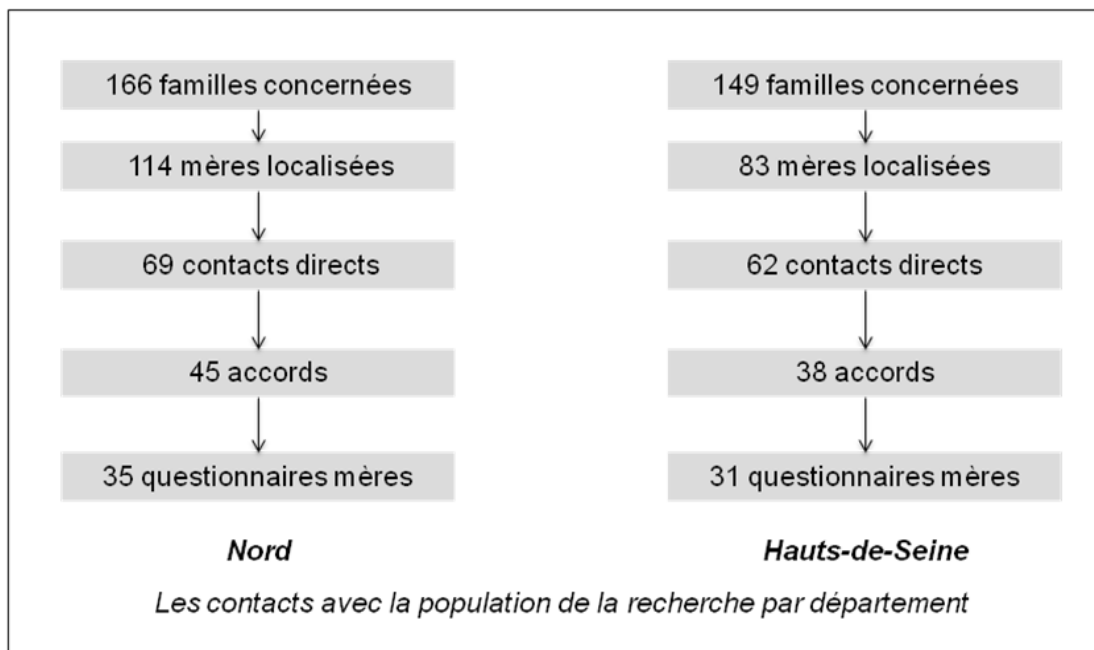 166 familles concernées
114 mères localisées
69 contacts directs
45 accords
35 questionnaires mères
Nord
149 familles concernées
83 mères localisées
62 contacts directs
38 accords
31 questionnaires mères
Hauts-de-Seine
Les contacts avec la population de la recherche par département